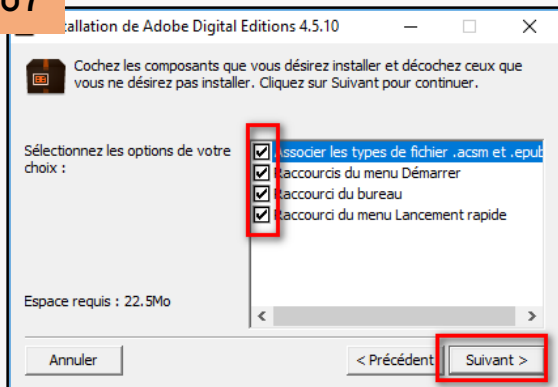 Installation de Adobe Digital Editions 4.5.10
Cochez les composants que vous désirez installer et décochez ceux que
vous ne désirez pas installer. Cliquez sur Suivant pour continuer.
Sélectionnez les options de votre
choix :
Associer les types de fichier .acsm et .epub
Raccourcis du menu Démarrer
Raccourci du bureau
Raccourci du menu Lancement rapide
Espace requis : 22.5Mo
Annuler
< Précédent
Suivant >